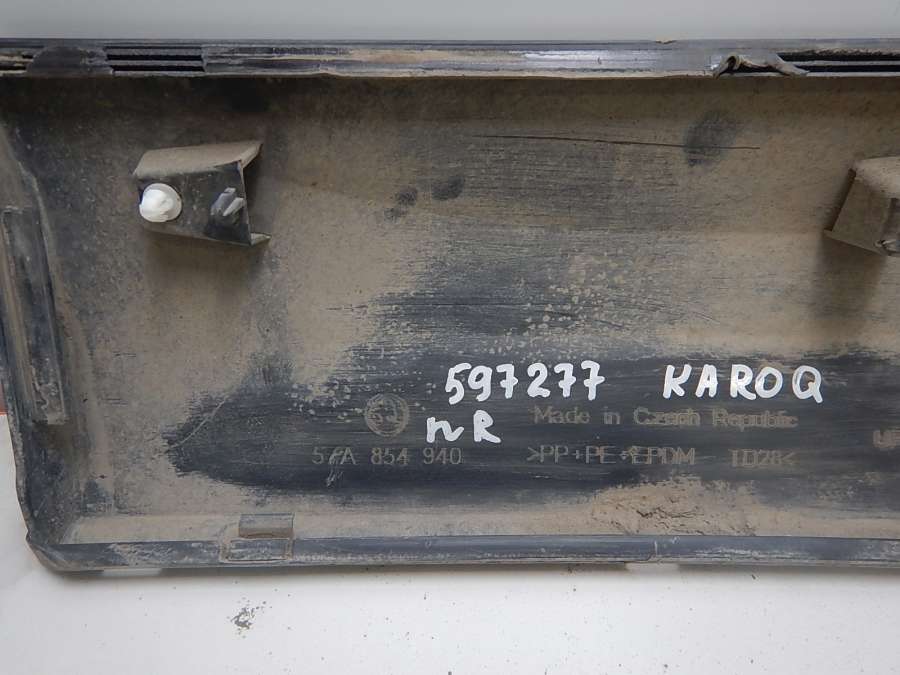 597277 KAROQ
Made in Czech Republic
nR
57A 854 940 >PP+PE+EPDM TD28<